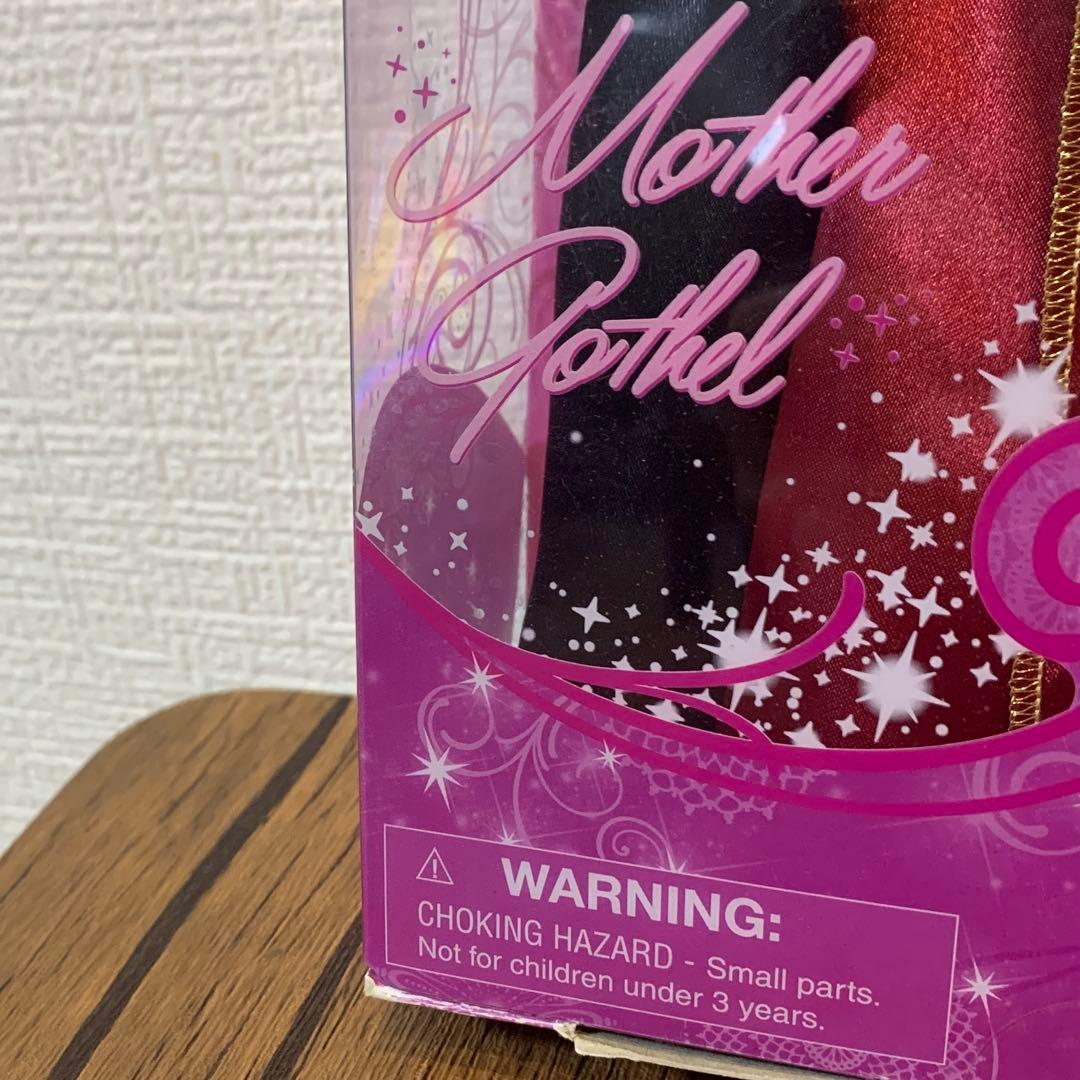 Mother
Gothel
WARNING:
CHOKING HAZARD - Small parts.
Not for children under 3 years.